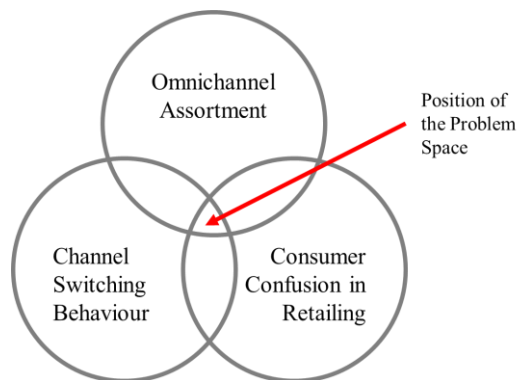 Omnichannel
Assortment
Position of
the Problem
Space
Channel
Switching
Behaviour
Consumer
Confusion in
Retailing